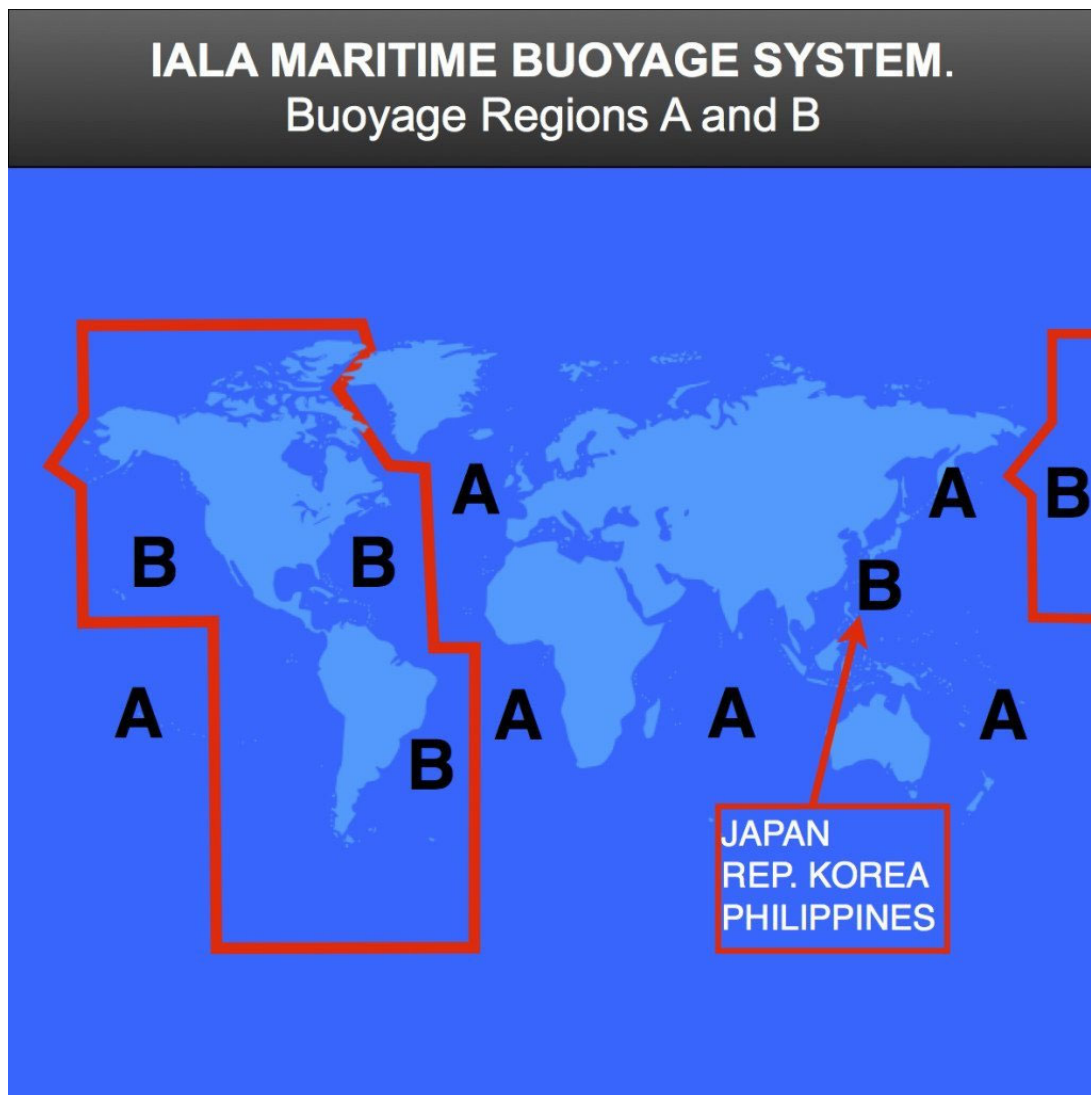 IALA MARITIME BUOYAGE SYSTEM.
Buoyage Regions A and B
A
A
B
B
B
B
A
A
A
A
B
JAPAN
REP. KOREA
PHILIPPINES